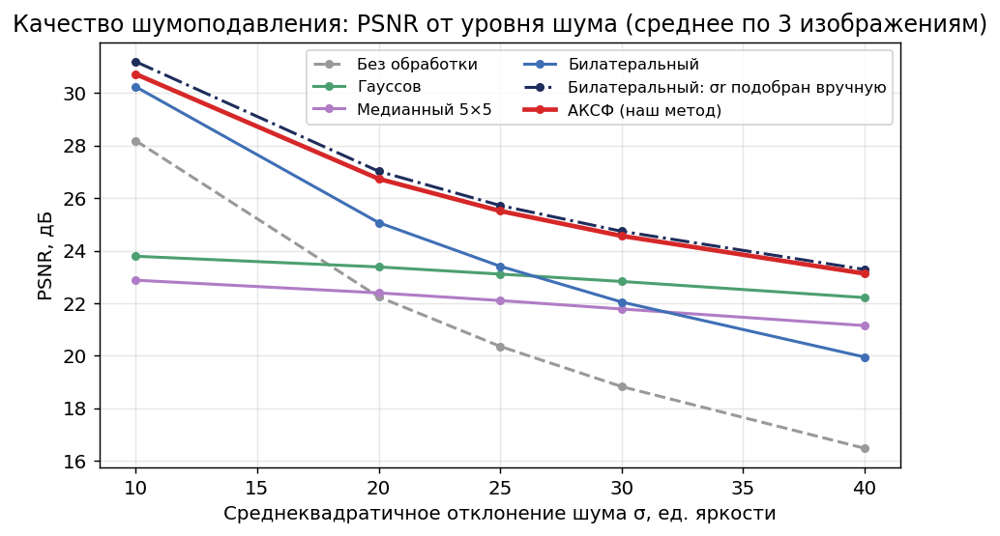 Качество шумоподавления: PSNR от уровня шума (среднее по 3 изображениям)
Без обработки
Гауссов
Медианный 5×5
Билатеральный
Билатеральный: σr подобран вручную
АКСФ (наш метод)
PSNR, дБ
30
28
26
24
22
20
18
16
10 15 20 25 30 35 40
Среднеквадратичное отклонение шума σ, ед. яркости